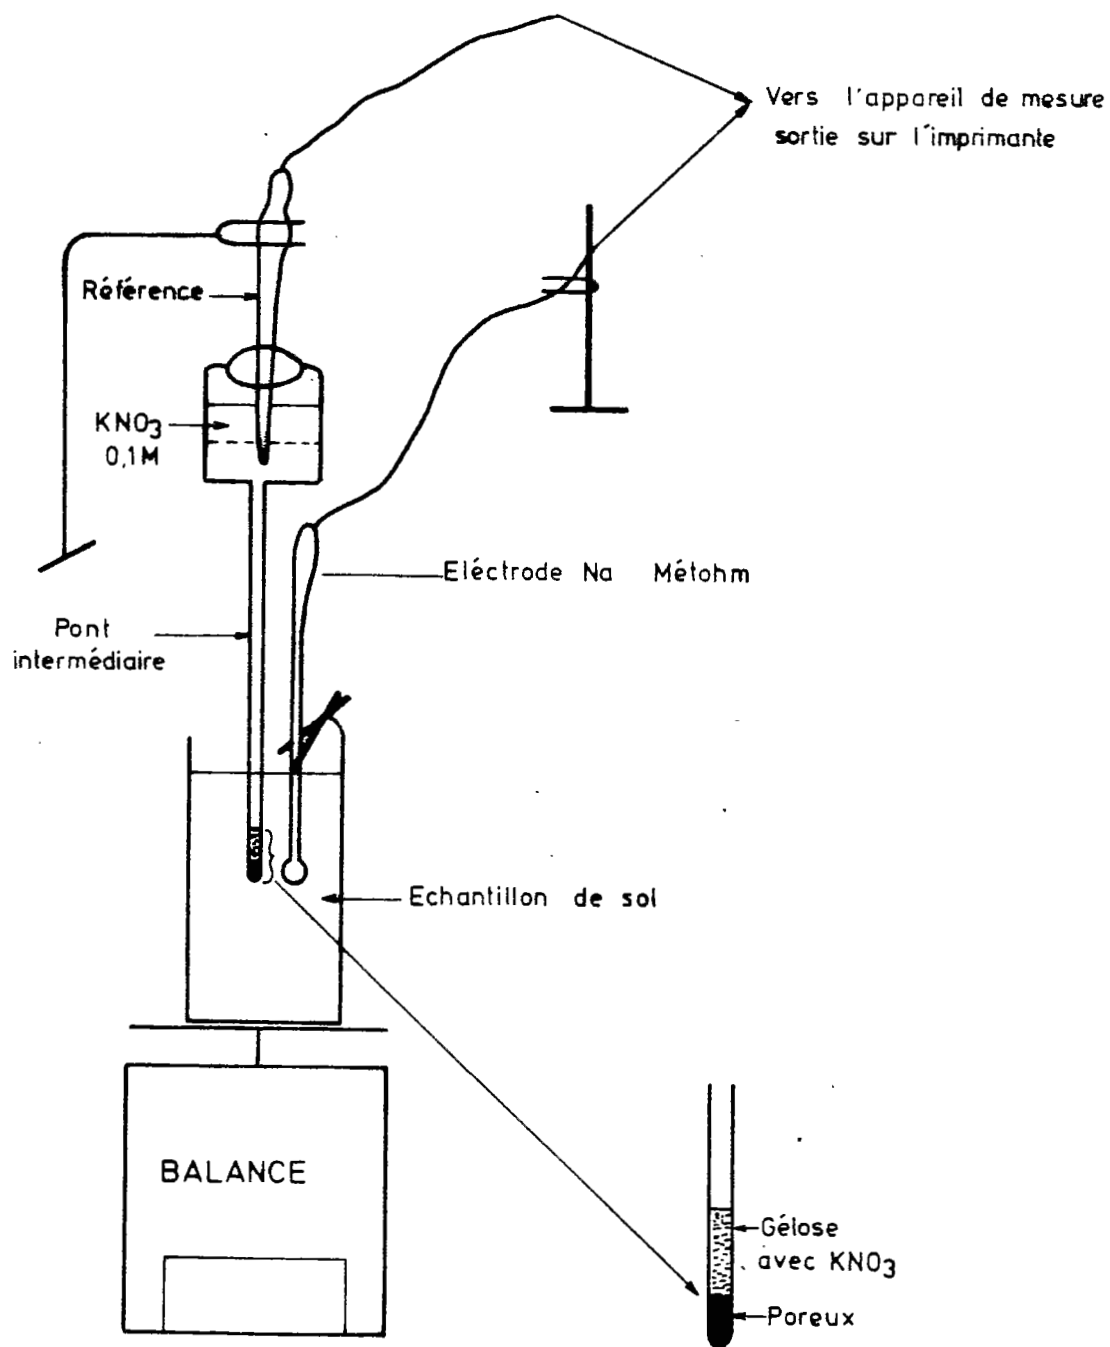 Vers l'appareil de mesure
sortie sur l'imprimante
Référence
KNO3
0,1M
Eléctrode Na Métohm
Pont
intermédiaire
Echantillon de sol
BALANCE
Gélose
avec KNO3
Poreux